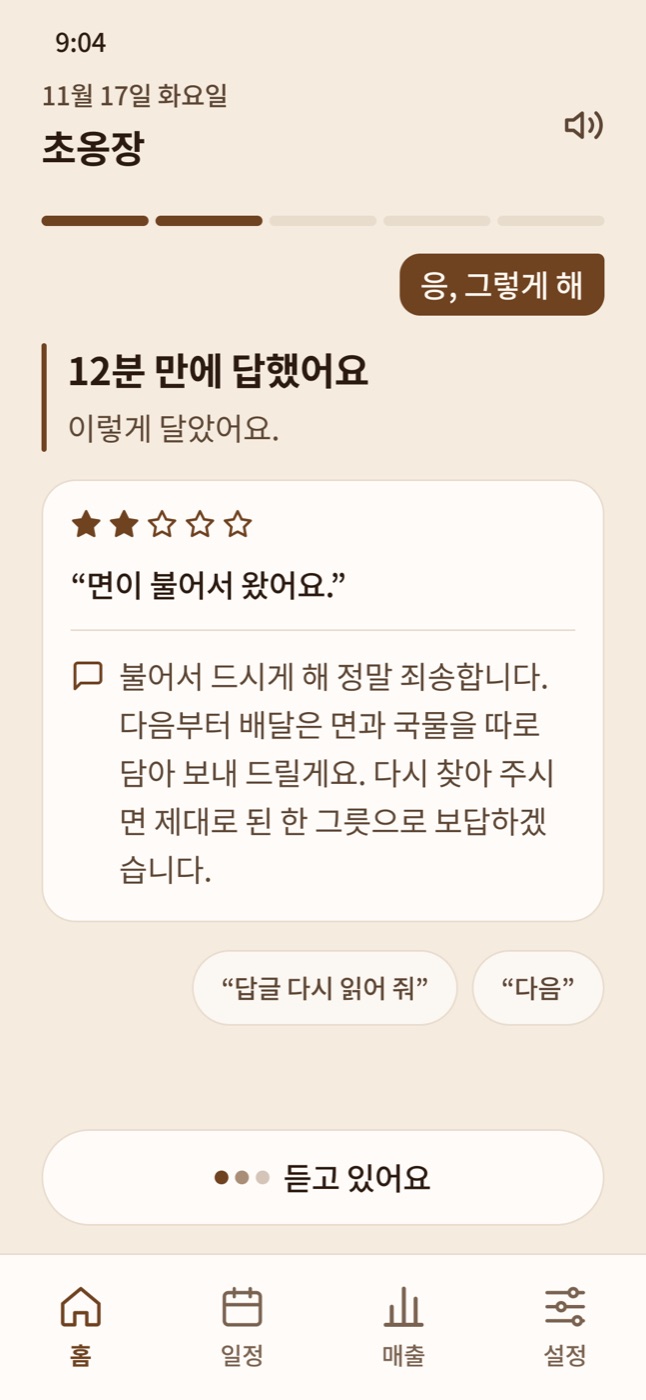 9:04
11월 17일 화요일
초옹장
응, 그렇게 해
12분 만에 답했어요
이렇게 달았어요.
“면이 불어서 왔어요.”
불어서 드시게 해 정말 죄송합니다.
다음부터 배달은 면과 국물을 따로
담아 보내 드릴게요. 다시 찾아 주시
면 제대로 된 한 그릇으로 보답하겠
습니다.
“답글 다시 읽어 줘” “다음”
듣고 있어요
홈 일정 매출 설정